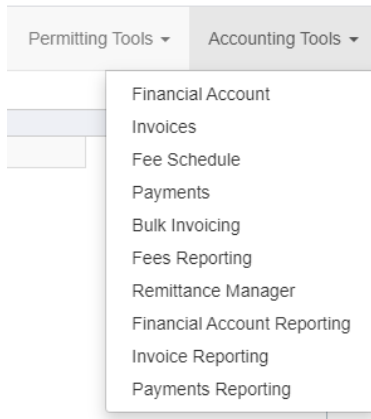 Permitting Tools Accounting Tools
Financial Account
Invoices
Fee Schedule
Payments
Bulk Invoicing
Fees Reporting
Remittance Manager
Financial Account Reporting
Invoice Reporting
Payments Reporting